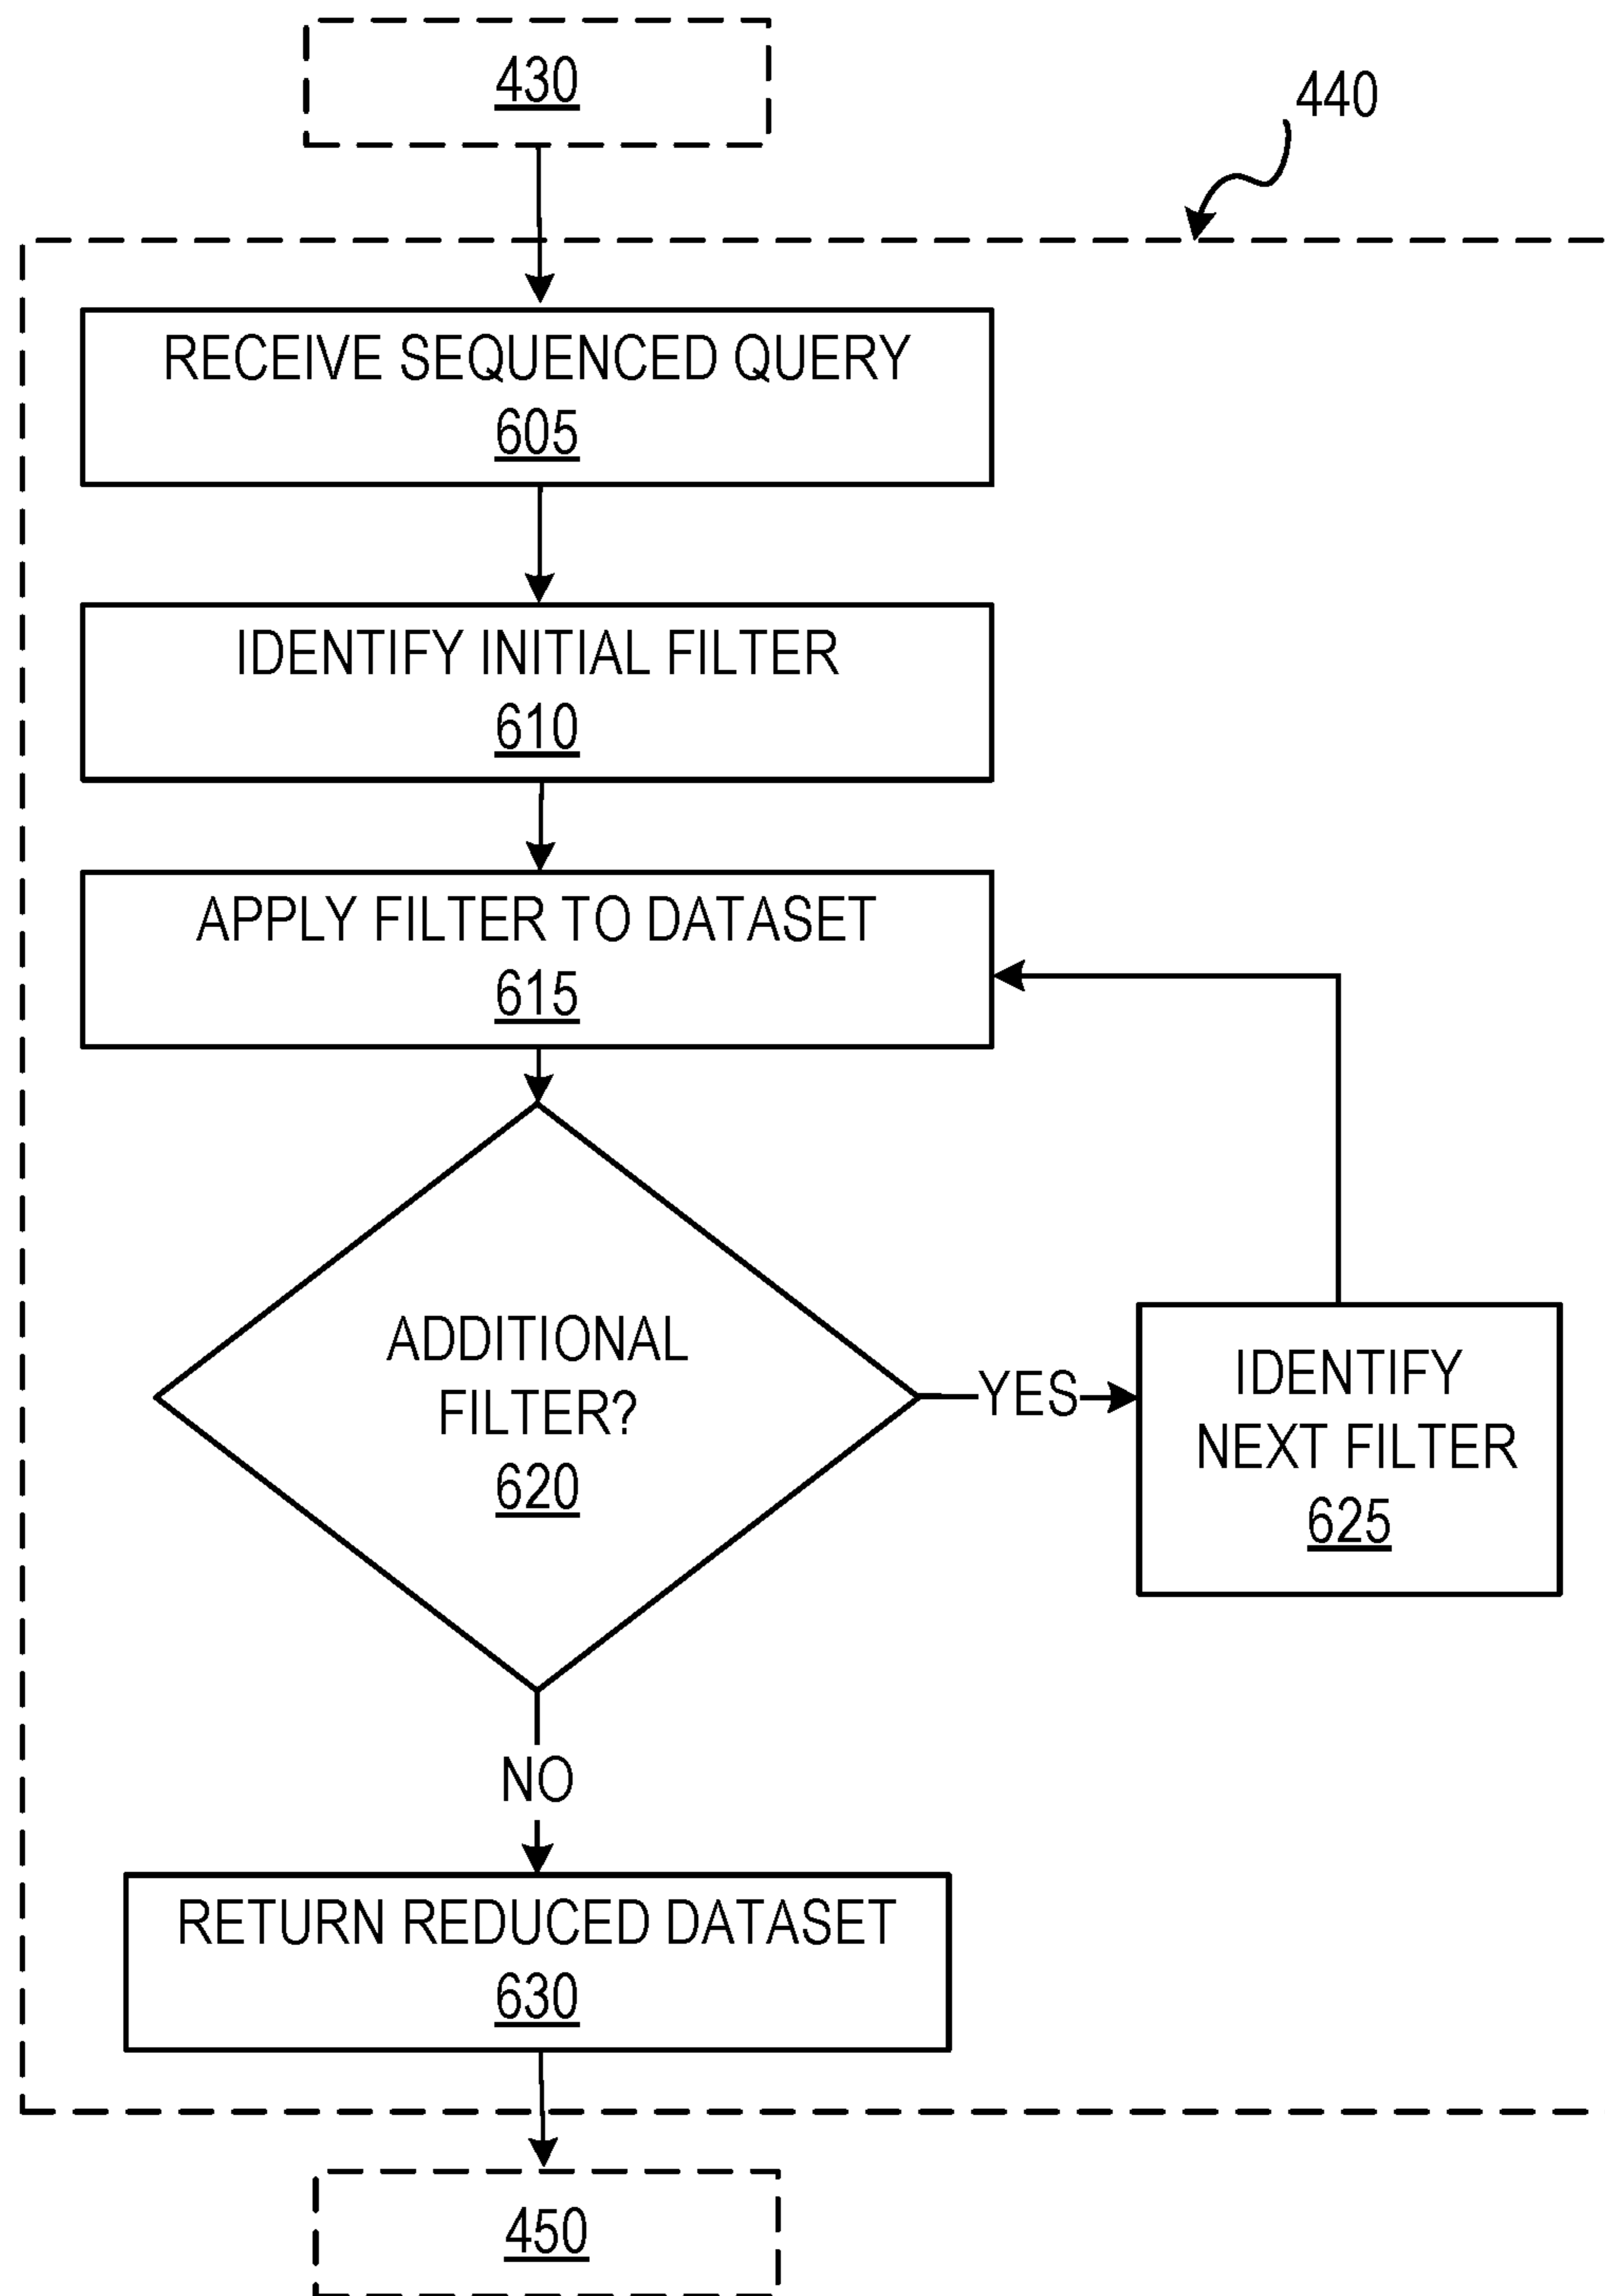 430
440
RECEIVE SEQUENCED QUERY
605
IDENTIFY INITIAL FILTER
610
APPLY FILTER TO DATASET
615
ADDITIONAL
FILTER?
620
YES
IDENTIFY
NEXT FILTER
625
NO
RETURN REDUCED DATASET
630
450